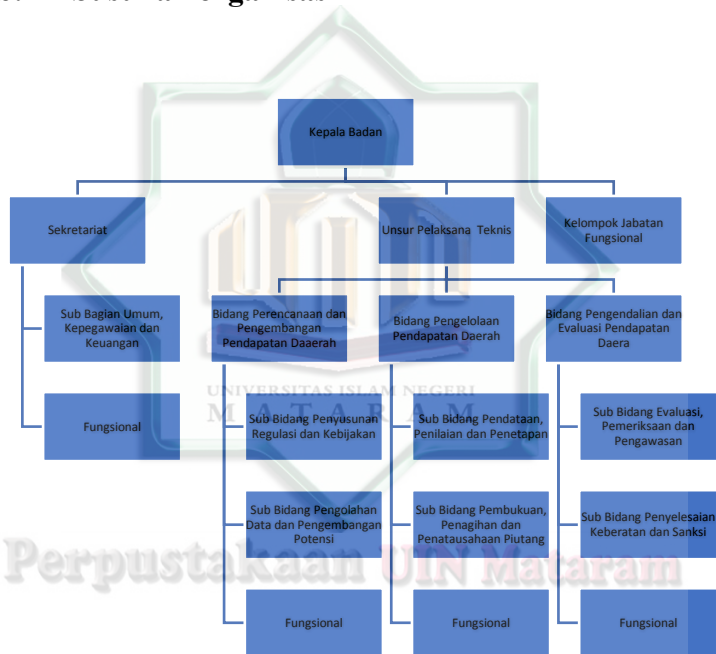 Kepala Badan
Sekretariat
Unsur Pelaksana Teknis
Kelompok Jabatan
Fungsional
Sub Bagian Umum,
Kepegawaian dan
Keuangan
Fungsional
Bidang Perencanaan dan
Pengembangan
Pendapatan Daaerah
Sub Bidang Penyusunan
Regulasi dan Kebijakan
Sub Bidang Pengolahan
Data dan Pengembangan
Potensi
Fungsional
Bidang Pengelolaan
Pendapatan Daerah
Sub Bidang Pendataan,
Penilaian dan Penetapan
Sub Bidang Pembukuan,
Penagihan dan
Penatausahaan Piutang
Fungsional
Bidang Pengendalian dan
Evaluasi Pendapatan
Daera
Sub Bidang Evaluasi,
Pemeriksaan dan
Pengawasan
Sub Bidang Penyelesaian
Keberatan dan Sanksi
Fungsional
UNIVERSITAS ISLAM NEGERI
MATARAM
Perpustakaan UIN Mataram